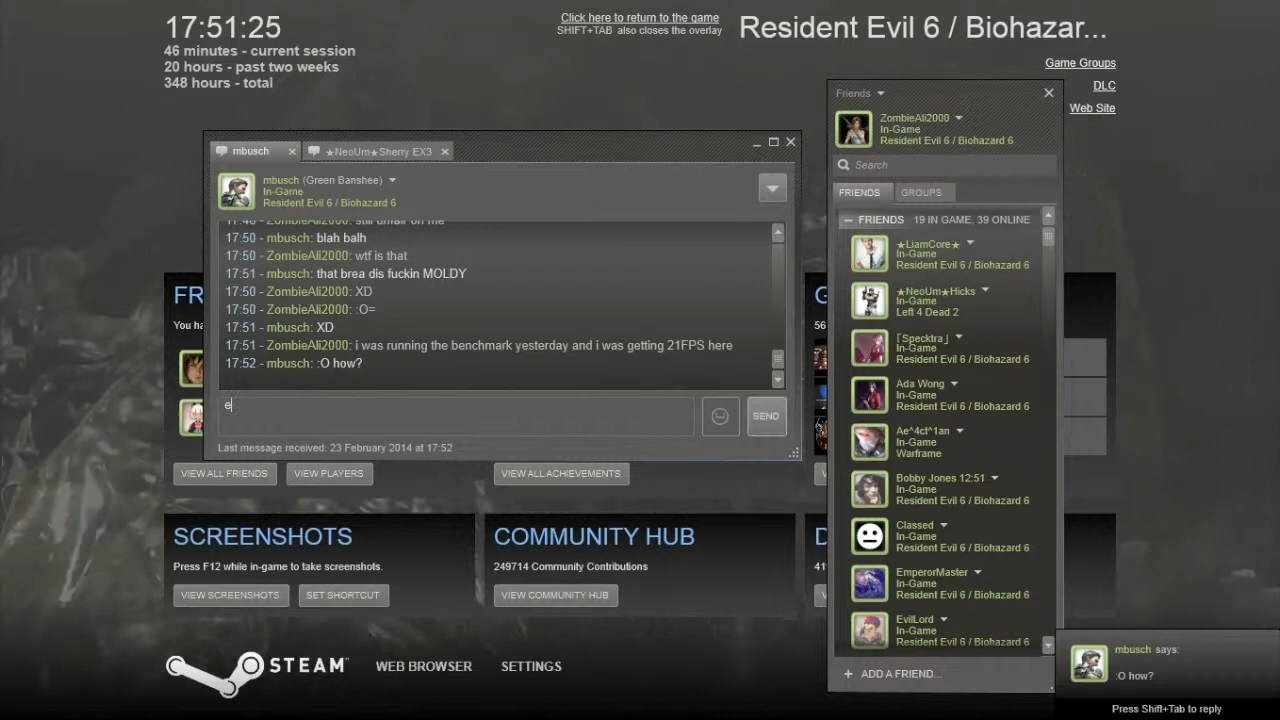 17:51:25
46 minutes - current session
20 hours - past two weeks
348 hours - total
Click here to return to the game
SHIFT+TAB also closes the overlay
Resident Evil 6 / Biohazar...
Game Groups
DLC
Web Site
mbusch
★NeoUm★Sherry EX3
mbusch (Green Banshee)
In-Game
Resident Evil 6 / Biohazard 6
ZombieAli2000: still unfair on me
17:50 - mbusch: blah balh
17:50 - ZombieAli2000: wtf is that
17:51 - mbusch: that brea dis fuckin MOLDY
17:50 - ZombieAli2000: XD
17:50 - ZombieAli2000: :O=
17:51 - mbusch: XD
17:51 - ZombieAli2000: i was running the benchmark yesterday and i was getting 21FPS here
17:52 - mbusch: :O how?
e
SEND
Last message received: 23 February 2014 at 17:52
FR
You ha
VIEW ALL FRIENDS
VIEW PLAYERS
VIEW ALL ACHIEVEMENTS
G
56
V
SCREENSHOTS
Press F12 while in-game to take screenshots.
VIEW SCREENSHOTS
SET SHORTCUT
COMMUNITY HUB
249714 Community Contributions
VIEW COMMUNITY HUB
D
41
V
STEAM™
WEB BROWSER
SETTINGS
Friends
ZombieAli2000
In-Game
Resident Evil 6 / Biohazard 6
Search
FRIENDS
GROUPS
FRIENDS 19 IN GAME, 39 ONLINE
★LiamCore★
In-Game
Resident Evil 6 / Biohazard 6
★NeoUm★Hicks
In-Game
Left 4 Dead 2
「Specktra」
In-Game
Resident Evil 6 / Biohazard 6
Ada Wong
In-Game
Resident Evil 6 / Biohazard 6
Ae^4ct^1an
In-Game
Warframe
Bobby Jones 12:51
In-Game
Resident Evil 6 / Biohazard 6
Classed
In-Game
Resident Evil 6 / Biohazard 6
EmperorMaster
In-Game
Resident Evil 6 / Biohazard 6
EvilLord
In-Game
Resident Evil 6 / Biohazard 6
+ ADD A FRIEND...
mbusch says:
:O how?
Press Shift+Tab to reply